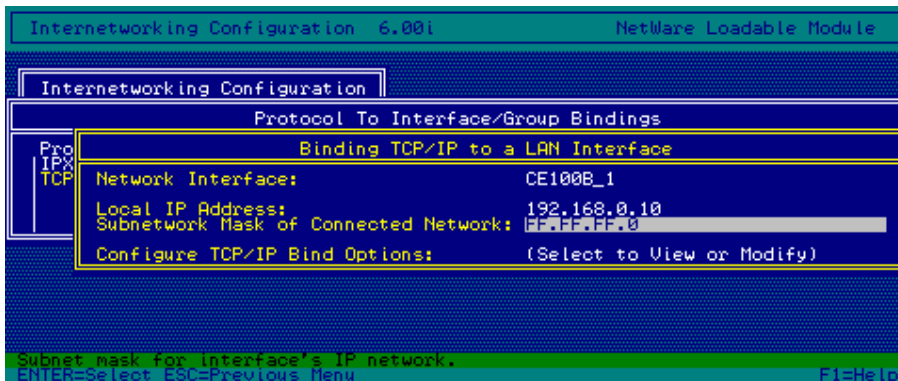 Internetworking Configuration 6.00i NetWare Loadable Module
Internetworking Configuration
Protocol To Interface/Group Bindings
Pro
Binding TCP/IP to a LAN Interface
IPX
TCP
Network Interface: CE100B_1
Local IP Address: 192.168.0.10
Subnetwork Mask of Connected Network: FF.FF.FF.0
Configure TCP/IP Bind Options: (Select to View or Modify)
Subnet mask for interface's IP network.
ENTER=Select ESC=Previous Menu F1=Help